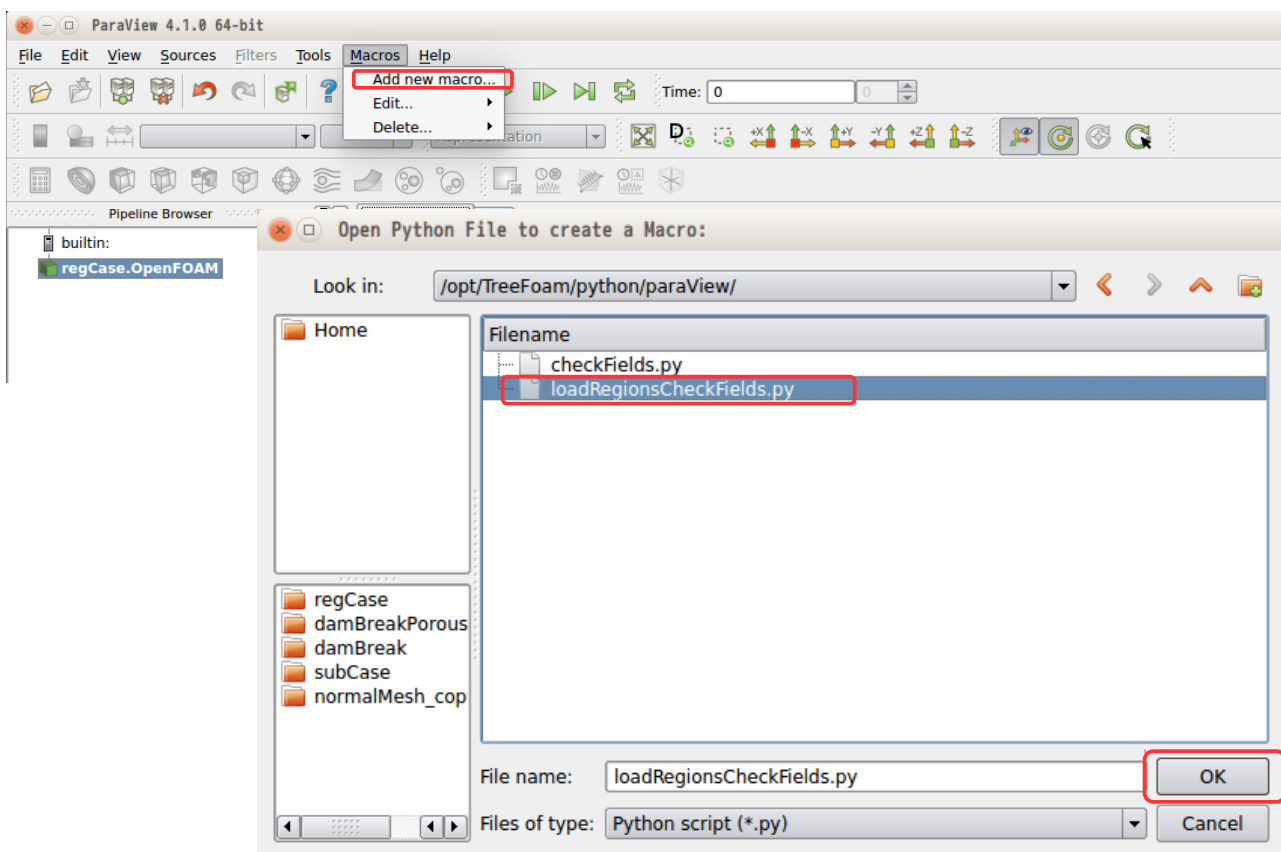 ParaView 4.1.0 64-bit
File Edit View Sources Filters Tools Macros Help
Add new macro...
Edit...
Delete...
Time: 0 0
Pipeline Browser
builtin:
regCase.OpenFOAM
Open Python File to create a Macro:
Look in: /opt/TreeFoam/python/paraView/
Home
Filename
checkFields.py
loadRegionsCheckFields.py
regCase
damBreakPorous
damBreak
subCase
normalMesh_cop
File name: loadRegionsCheckFields.py OK
Files of type: Python script (*.py) Cancel